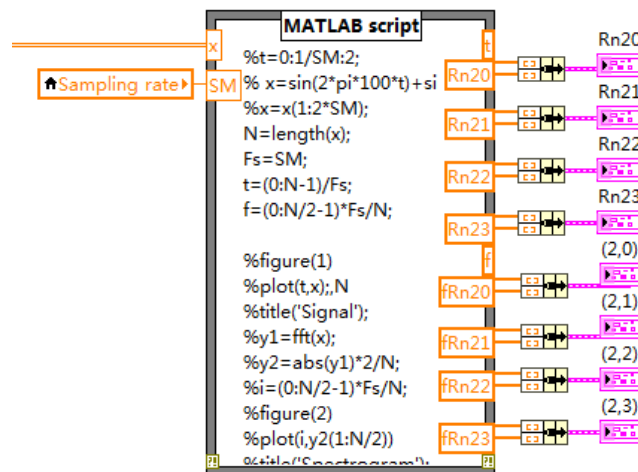 MATLAB script
x
Sampling rate
SM
%t=0:1/SM:2;
% x=sin(2*pi*100*t)+si
%x=x(1:2*SM);
N=length(x);
Fs=SM;
t=(0:N-1)/Fs;
f=(0:N/2-1)*Fs/N;
%figure(1)
%plot(t,x);,N
%title('Signal');
%y1=fft(x);
%y2=abs(y1)*2/N;
%i=(0:N/2-1)*Fs/N;
%figure(2)
%plot(i,y2(1:N/2))
%title('Spectrogram');
t
Rn20
Rn21
Rn22
Rn23
f
fRn20
fRn21
fRn22
fRn23
Rn20
Rn21
Rn22
Rn23
(2,0)
(2,1)
(2,2)
(2,3)